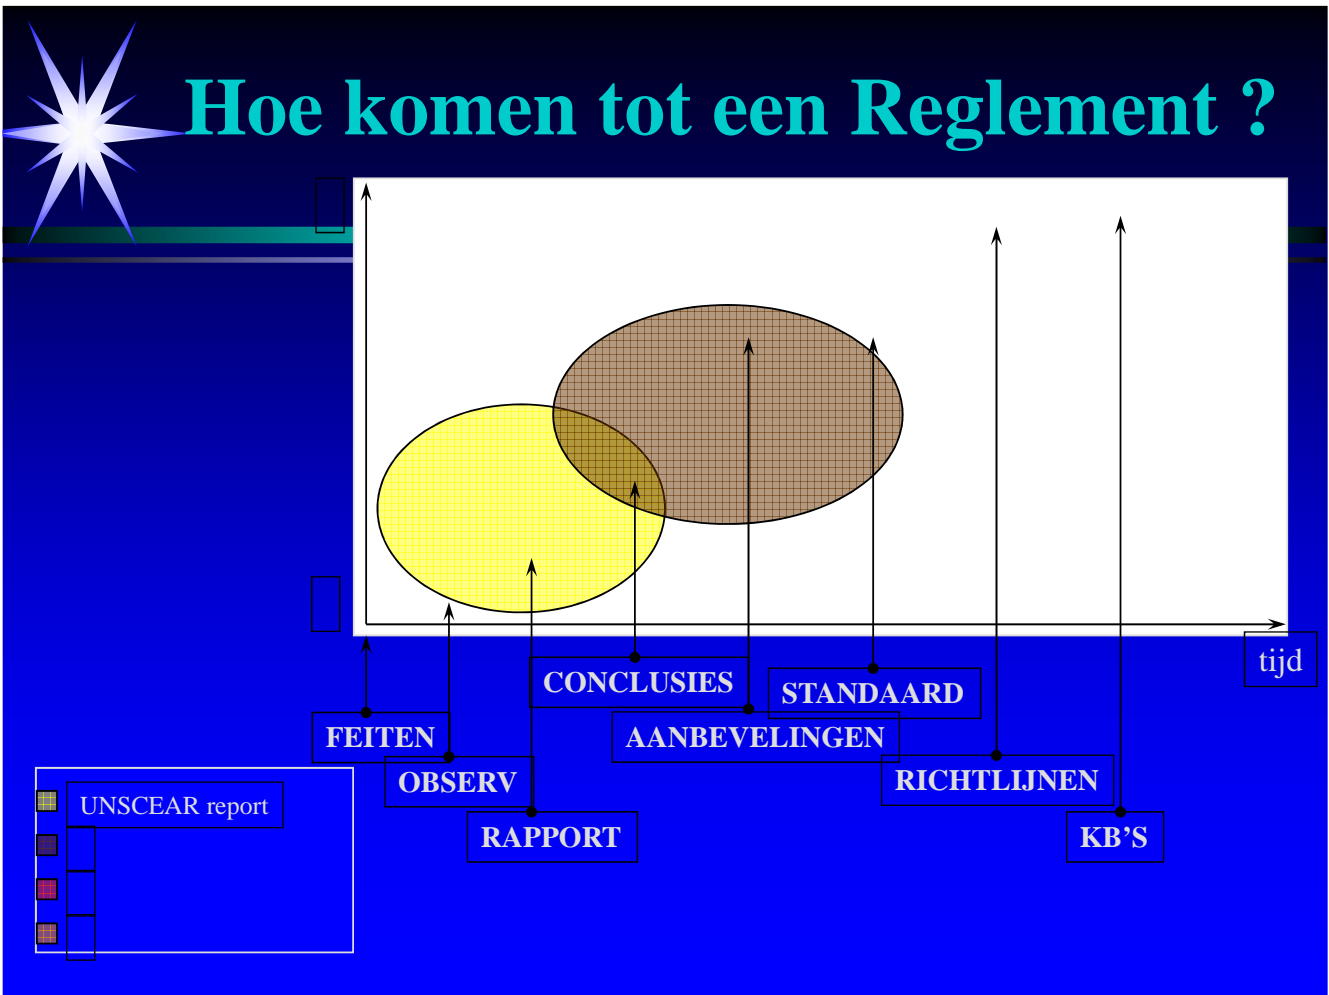 Hoe komen tot een Reglement ?
tijd
CONCLUSIES
STANDAARD
FEITEN
AANBEVELINGEN
OBSERV
RICHTLIJNEN
UNSCEAR report
RAPPORT
KB’S